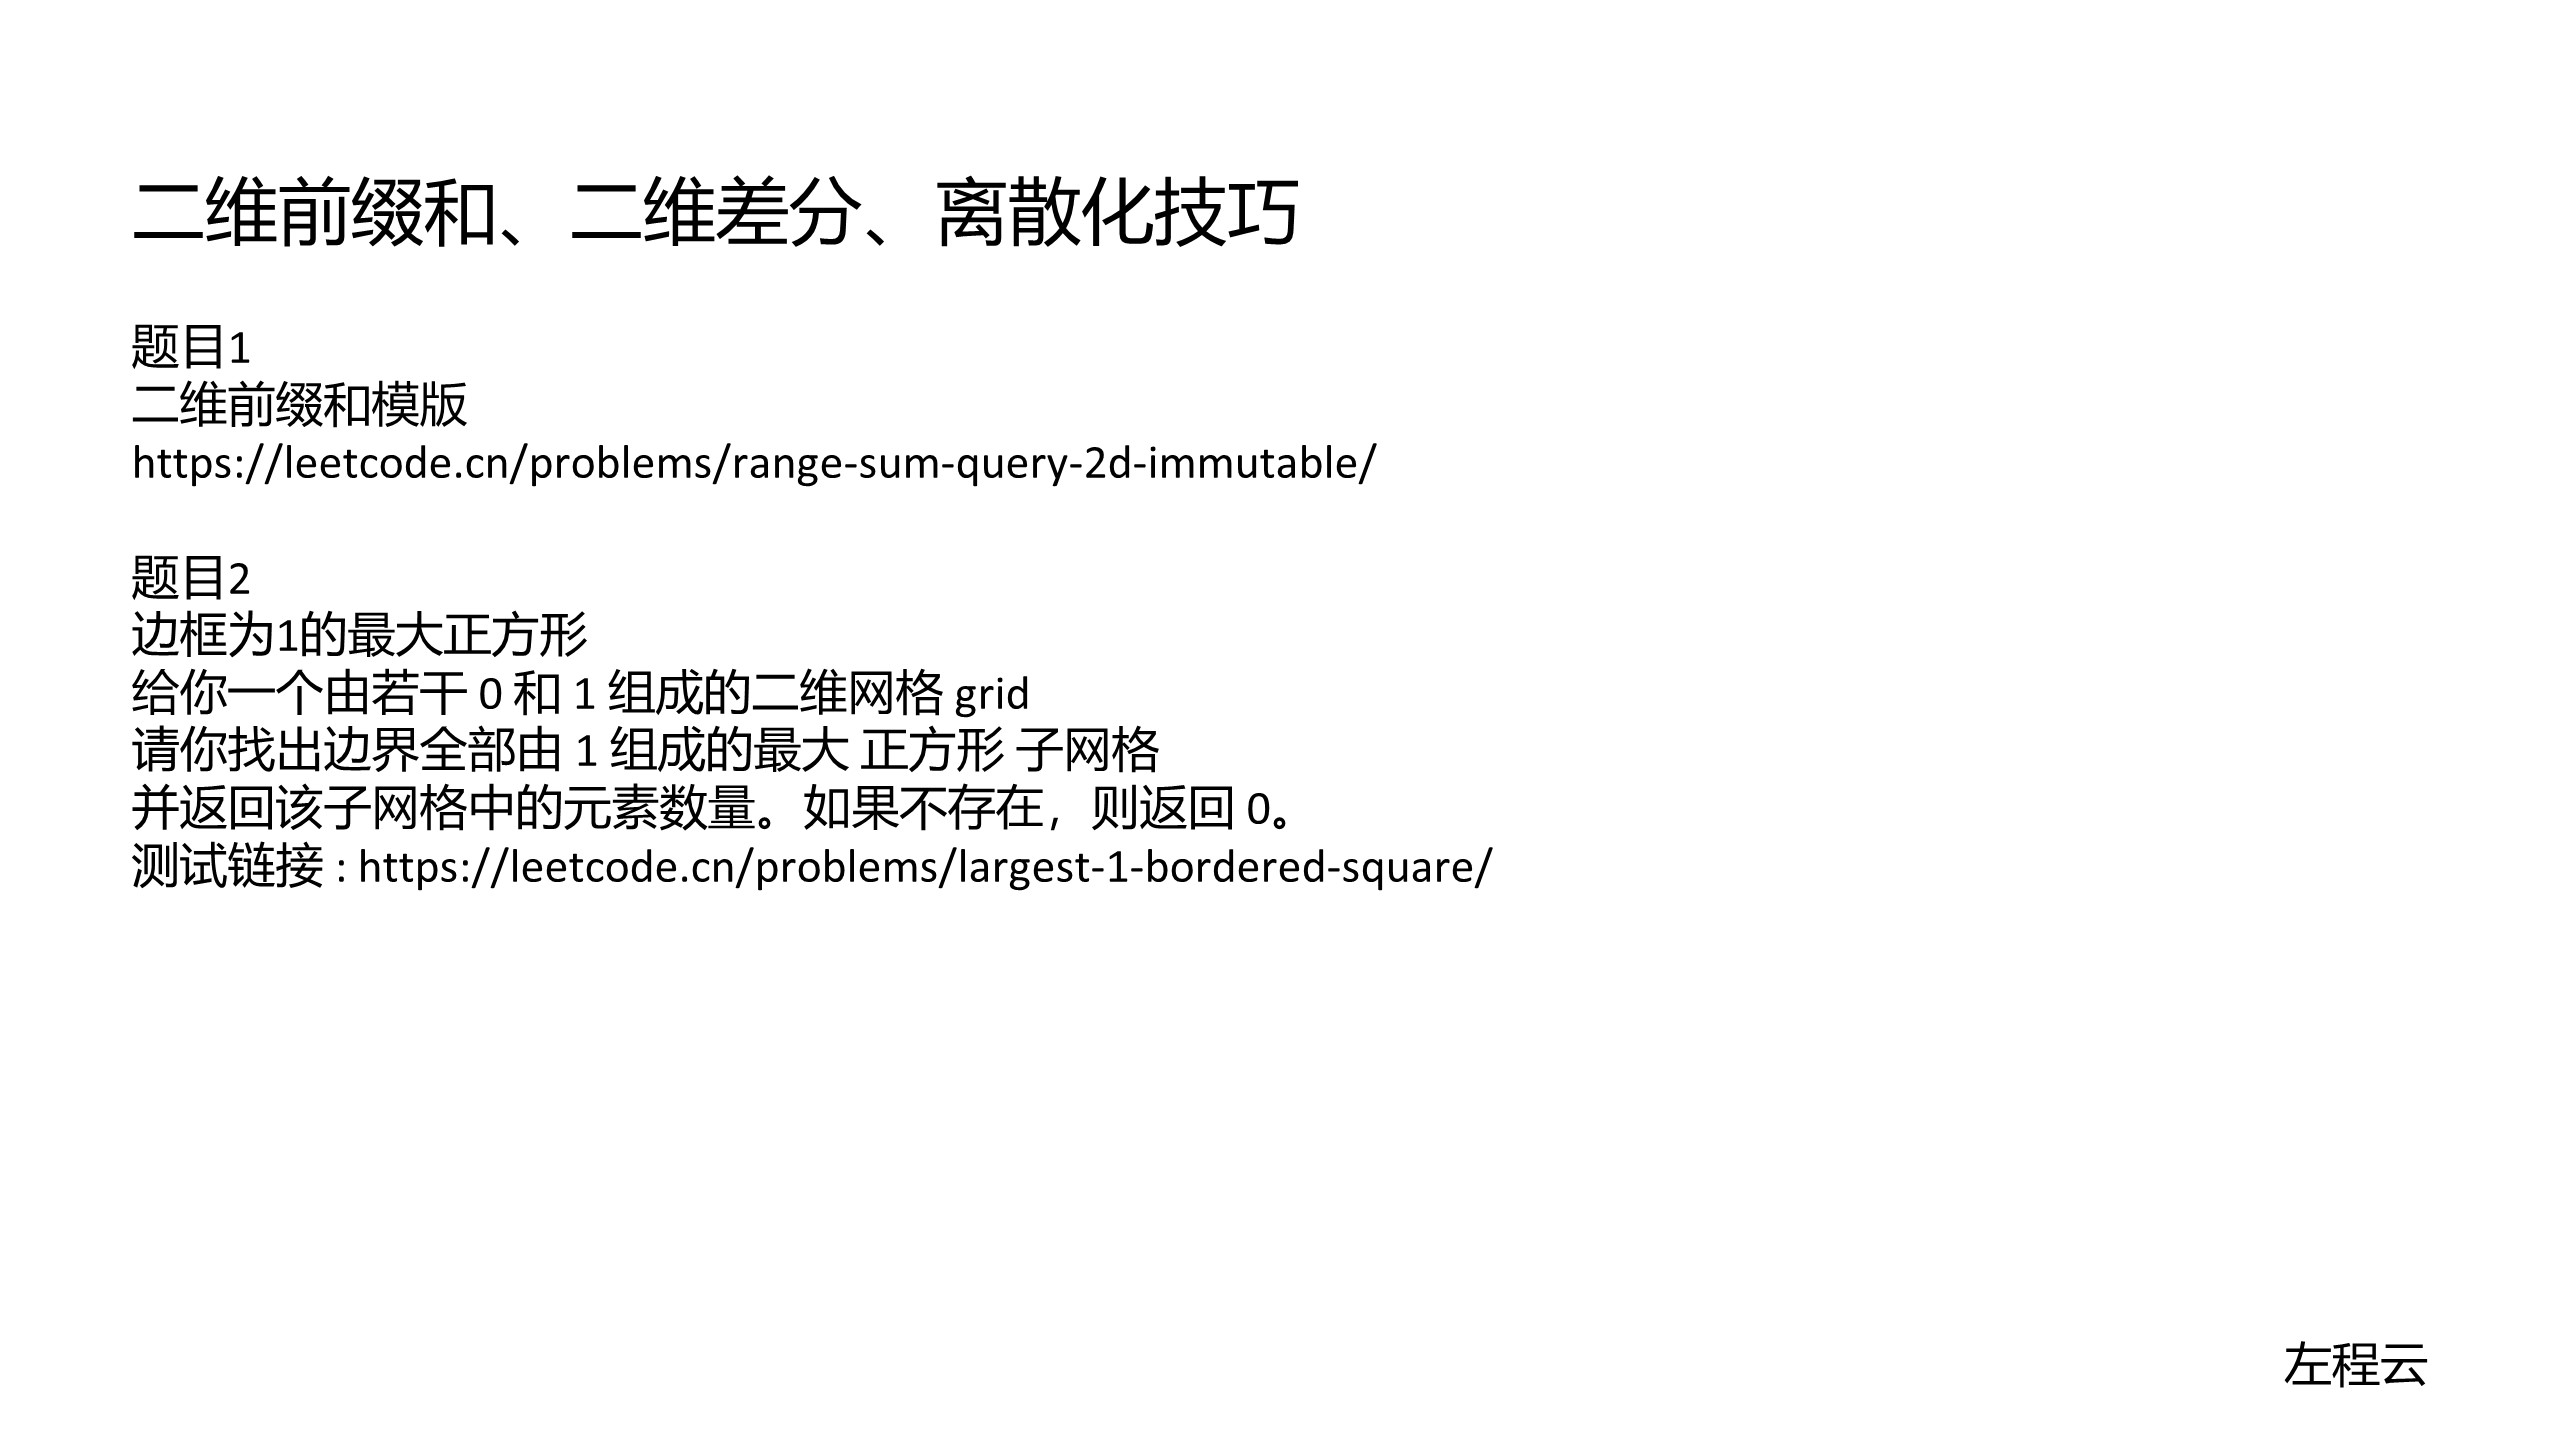 二维前缀和、二维差分、离散化技巧
题目1
二维前缀和模版
https://leetcode.cn/problems/range-sum-query-2d-immutable/
题目2
边框为1的最大正方形
给你一个由若干 0 和 1 组成的二维网格 grid
请你找出边界全部由 1 组成的最大 正方形 子网格
并返回该子网格中的元素数量。如果不存在，则返回 0。
测试链接 : https://leetcode.cn/problems/largest-1-bordered-square/
左程云